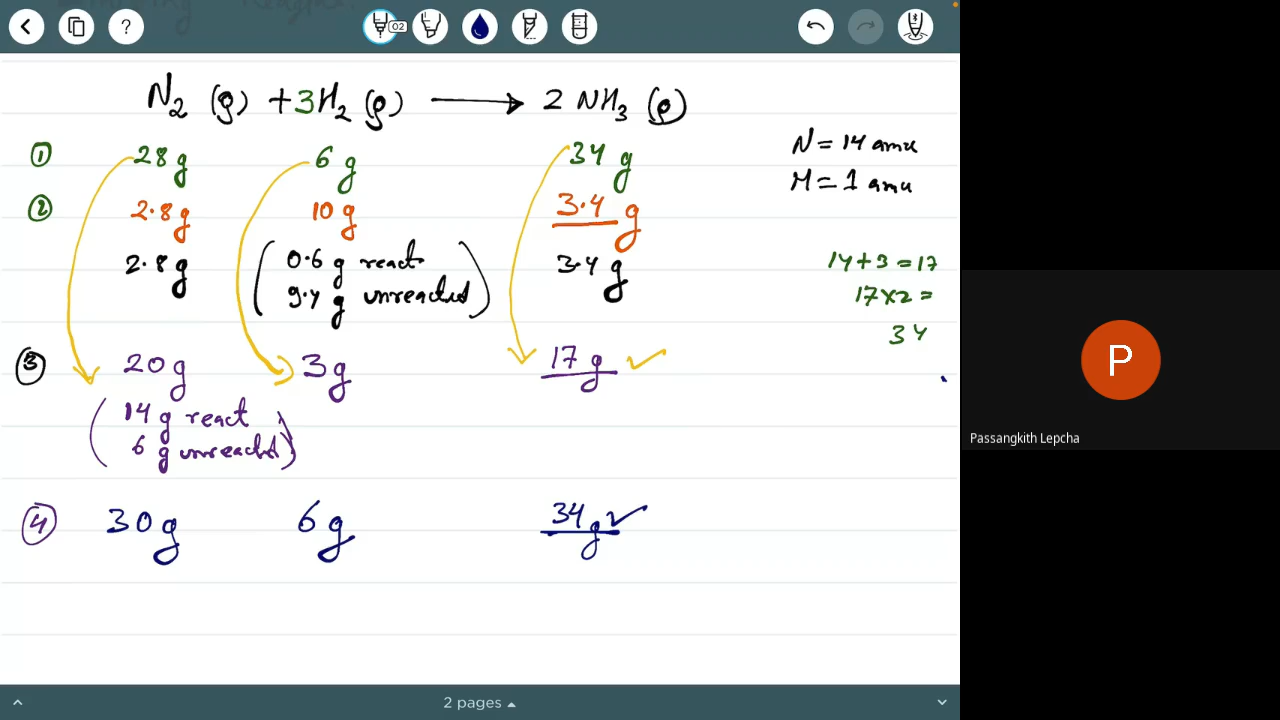 02
N2 (g) + 3H2 (g) ⟶ 2 NH3 (g)
N = 14 amu
H = 1 amu
① 28 g 6 g 34 g
② 2.8 g 10 g 3.4 g
2.8 g (0.6 g react 3.4 g
9.4 g unreacted)
14 + 3 = 17
17 x 2 =
34
③ 20 g 3 g 17 g ✓
(14 g react
6 g unreacted)
Passangkith Lepcha
P
④ 30 g 6 g 34 g ✓
2 pages